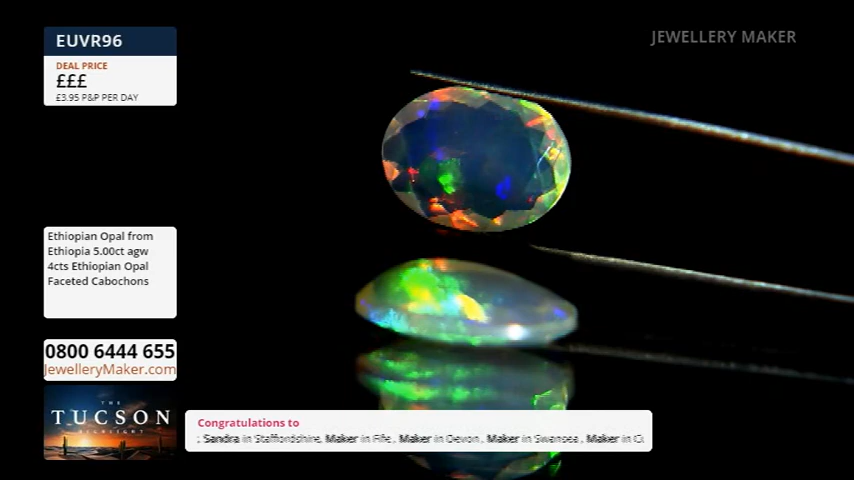 EUVR96
DEAL PRICE
£££
£3.95 P&P PER DAY
JEWELLERY MAKER
Ethiopian Opal from
Ethiopia 5.00ct agw
4cts Ethiopian Opal
Faceted Cabochons
0800 6444 655
JewelleryMaker.com
THE
TUCSON
HIGHLIGHT
Congratulations to
; Sandra in Staffordshire, Maker in Fife, Maker in Devon, Maker in Swansea, Maker in